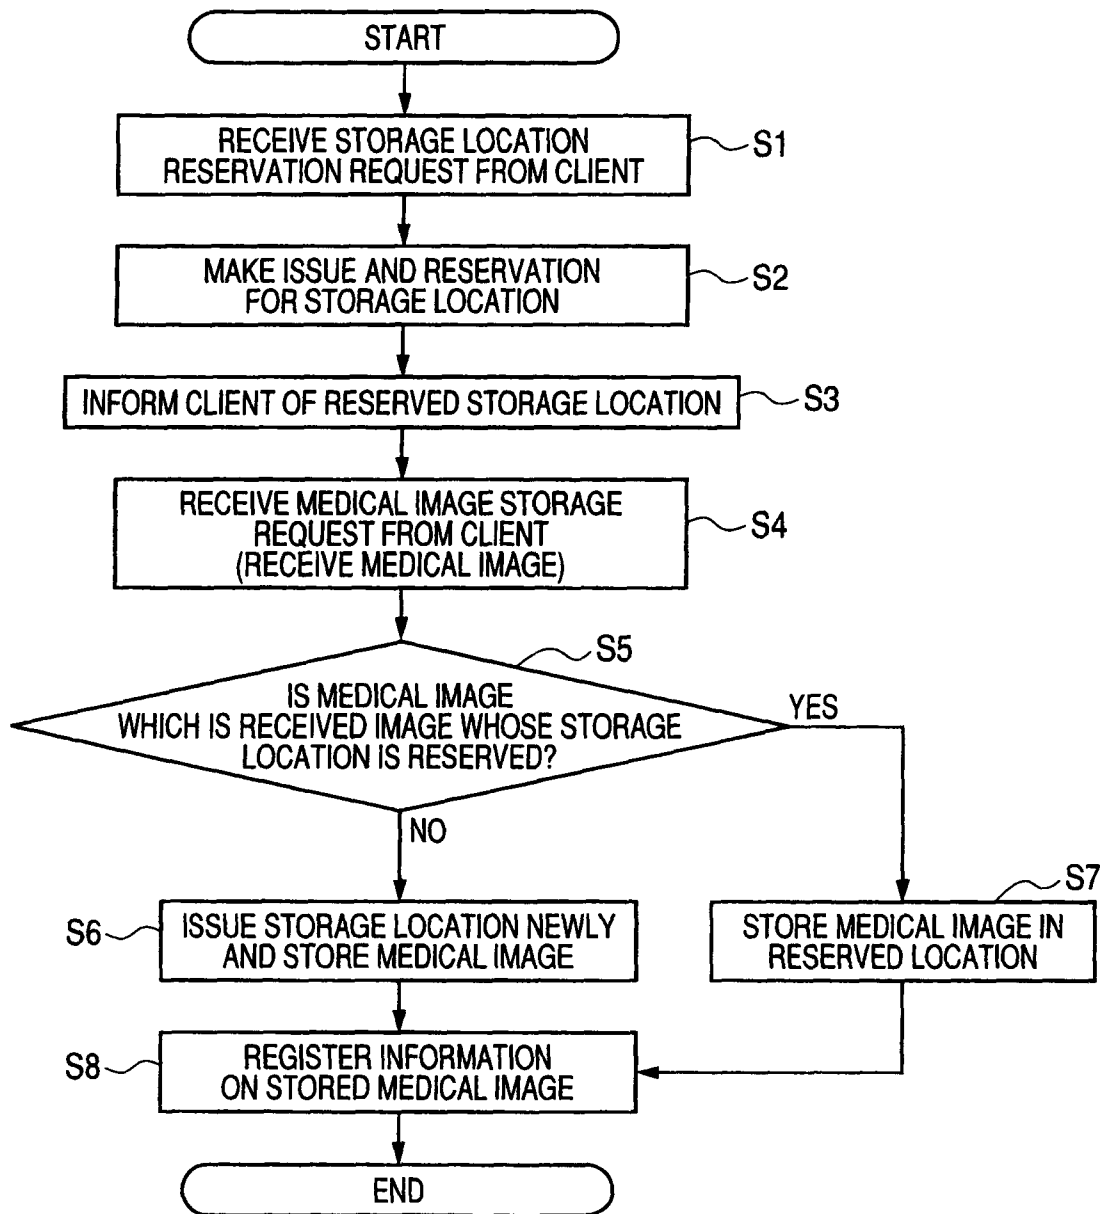 START
RECEIVE STORAGE LOCATION
RESERVATION REQUEST FROM CLIENT
S1
MAKE ISSUE AND RESERVATION
FOR STORAGE LOCATION
S2
INFORM CLIENT OF RESERVED STORAGE LOCATION
S3
RECEIVE MEDICAL IMAGE STORAGE
REQUEST FROM CLIENT
(RECEIVE MEDICAL IMAGE)
S4
S5
IS MEDICAL IMAGE
WHICH IS RECEIVED IMAGE WHOSE STORAGE
LOCATION IS RESERVED?
YES
NO
S6
ISSUE STORAGE LOCATION NEWLY
AND STORE MEDICAL IMAGE
S7
STORE MEDICAL IMAGE IN
RESERVED LOCATION
S8
REGISTER INFORMATION
ON STORED MEDICAL IMAGE
END